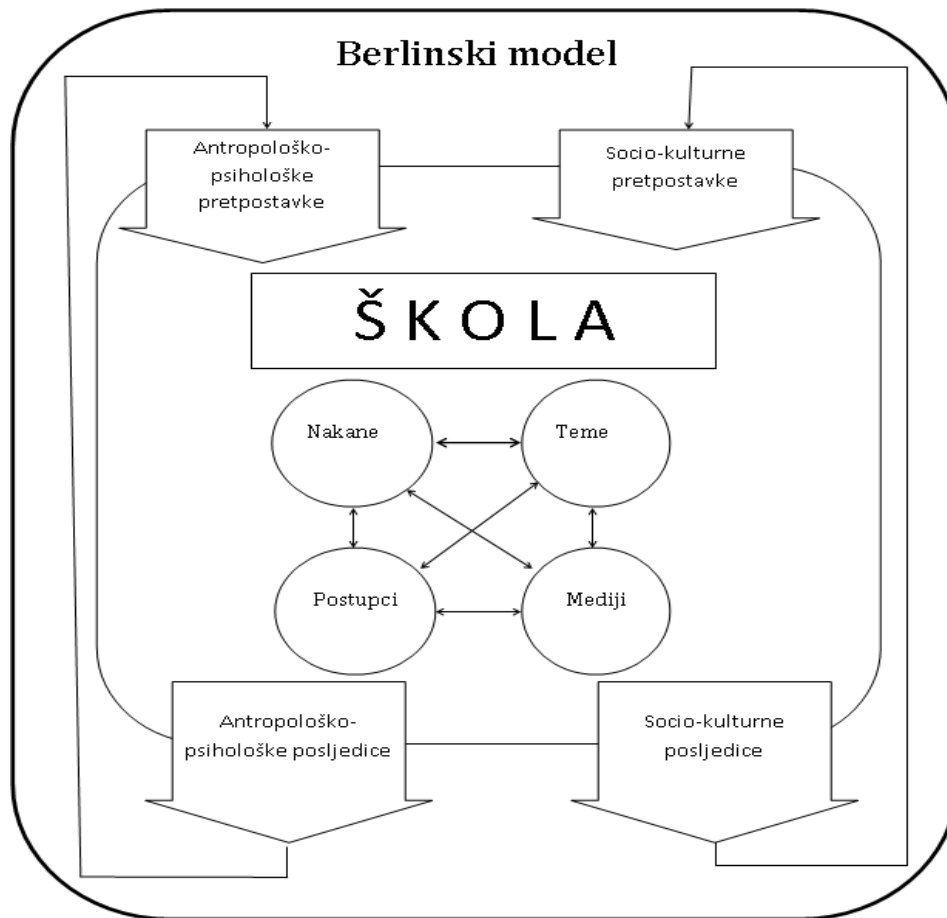 Berlinski model
Antropološko-
psihološke
pretpostavke
Socio-kulturne
pretpostavke
Š K O L A
Nakane
Teme
Postupci
Mediji
Antropološko-
psihološke posljedice
Socio-kulturne
posljedice